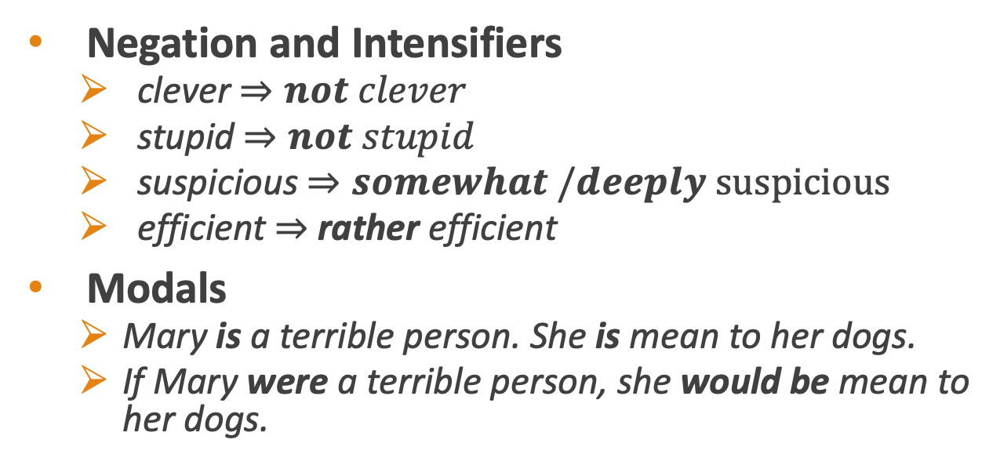 • Negation and Intensifiers
➢ clever ⇒ not clever
➢ stupid ⇒ not stupid
➢ suspicious ⇒ somewhat /deeply suspicious
➢ efficient ⇒ rather efficient
• Modals
➢ Mary is a terrible person. She is mean to her dogs.
➢ If Mary were a terrible person, she would be mean to
her dogs.